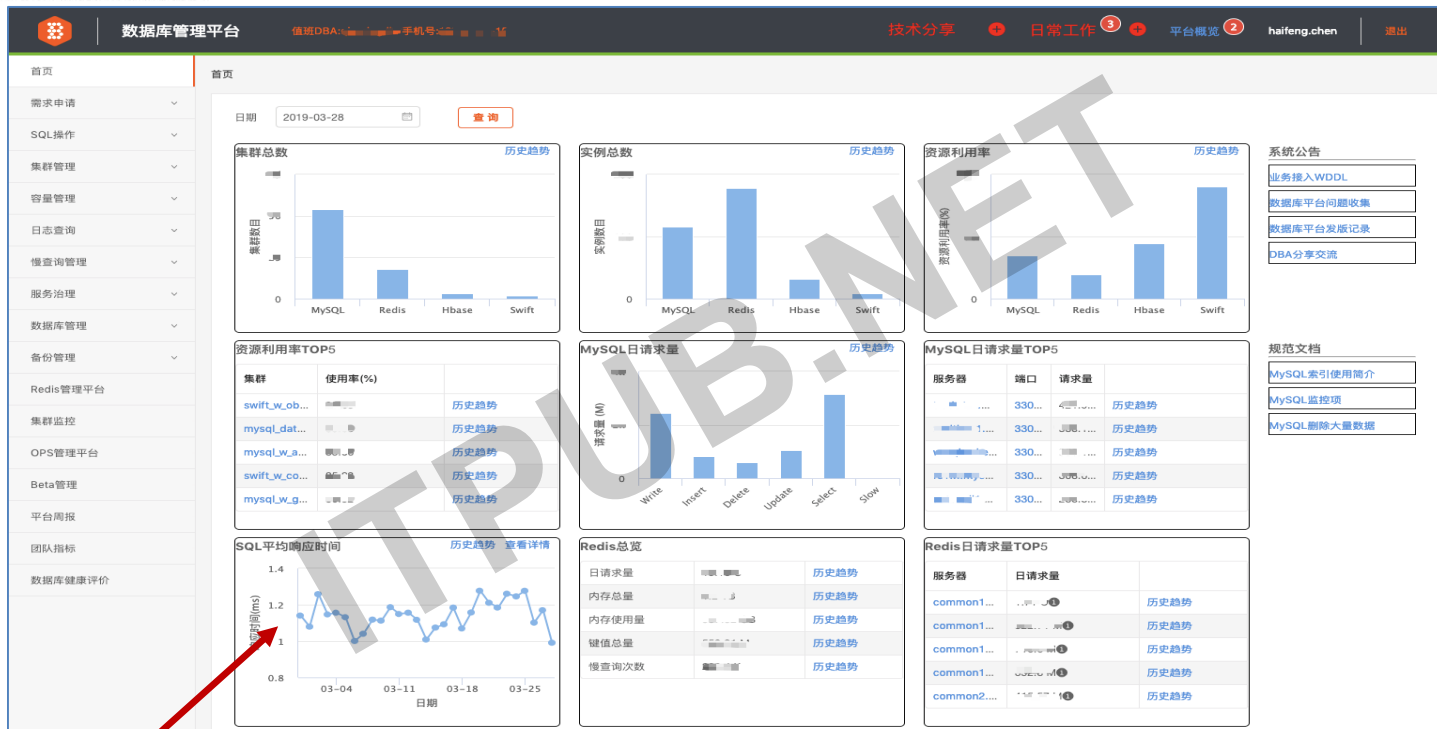 数据库管理平台
值班DBA: 手机号:
技术分享
日常工作 3
平台概览 2
haifeng.chen
退出
首页
需求申请
SQL操作
集群管理
容量管理
日志查询
慢查询管理
服务治理
数据库管理
备份管理
Redis管理平台
集群监控
OPS管理平台
Beta管理
平台周报
团队指标
数据库健康评价
首页
日期 2019-03-28 查询
集群总数 历史趋势
集群数目
0
MySQL Redis Hbase Swift
实例总数 历史趋势
实例数目
0
MySQL Redis Hbase Swift
资源利用率 历史趋势
资源利用率(%)
0
MySQL Redis Hbase Swift
系统公告
业务接入WDDL
数据库平台问题收集
数据库平台发版记录
DBA分享交流
资源利用率TOP5
集群 使用率(%)
swift_w_ob... 历史趋势
mysql_dat... 历史趋势
mysql_w_a... 历史趋势
swift_w_co... 历史趋势
mysql_w_g... 历史趋势
MySQL日请求量 历史趋势
请求量 (M)
0
Write Insert Delete Update Select Slow
MySQL日请求量TOP5
服务器 端口 请求量
330... 历史趋势
330... 历史趋势
330... 历史趋势
330... 历史趋势
330... 历史趋势
规范文档
MySQL索引使用简介
MySQL监控项
MySQL删除大量数据
SQL平均响应时间 历史趋势 查看详情
应时间(ms)
1.4
1.2
1
0.8
03-04 03-11 03-18 03-25
日期
Redis总览
日请求量 历史趋势
内存总量 历史趋势
内存使用量 历史趋势
键值总量 历史趋势
慢查询次数 历史趋势
Redis日请求量TOP5
服务器 日请求量
common1... 历史趋势
common1... 历史趋势
common1... 历史趋势
common1... 历史趋势
common2.... 历史趋势
ITPUB.NET